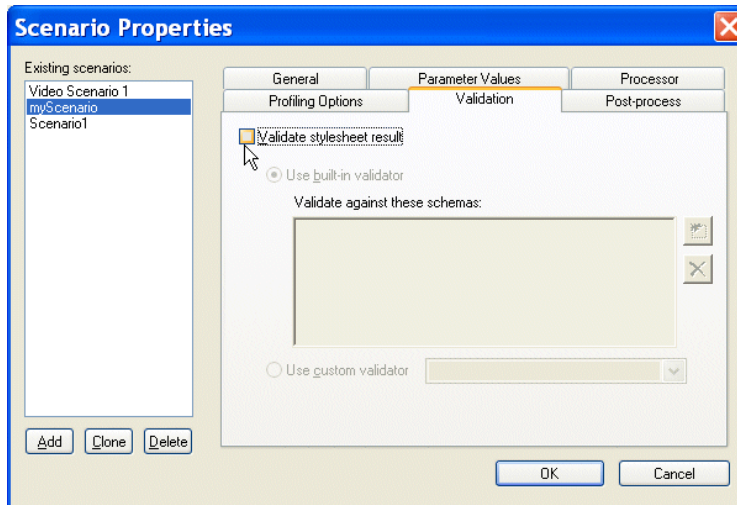 Scenario Properties
Existing scenarios:
Video Scenario 1
myScenario
Scenario1
Add Clone Delete
General Parameter Values Processor
Profiling Options Validation Post-process
Validate stylesheet result
Use built-in validator
Validate against these schemas:
Use custom validator
OK Cancel